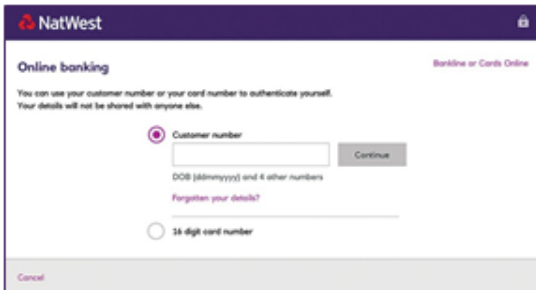 NatWest
Online banking
Bankline or Cards Online
You can use your customer number or your card number to authenticate yourself.
Your details will not be shared with anyone else.
Customer number
Continue
DOB (ddmmyyyy) and 4 other numbers
Forgotten your details?
16 digit card number
Cancel